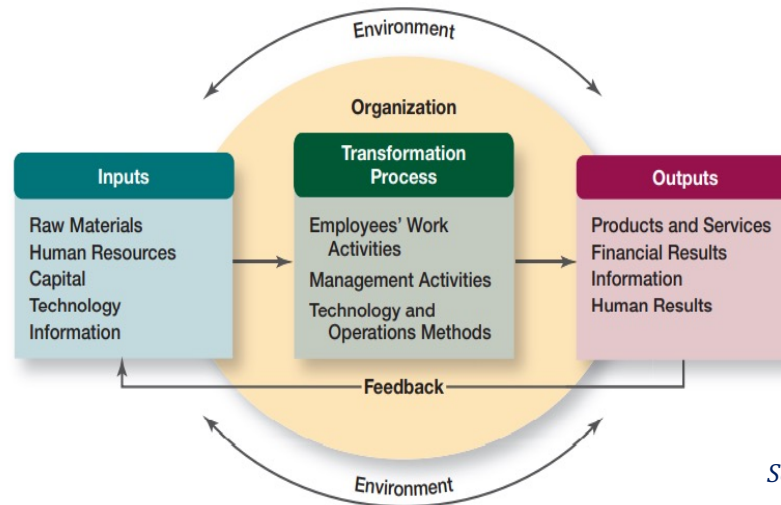 Environment
Organization
Inputs
Raw Materials
Human Resources
Capital
Technology
Information
Transformation
Process
Employees' Work
Activities
Management Activities
Technology and
Operations Methods
Outputs
Products and Services
Financial Results
Information
Human Results
Feedback
Environment
S